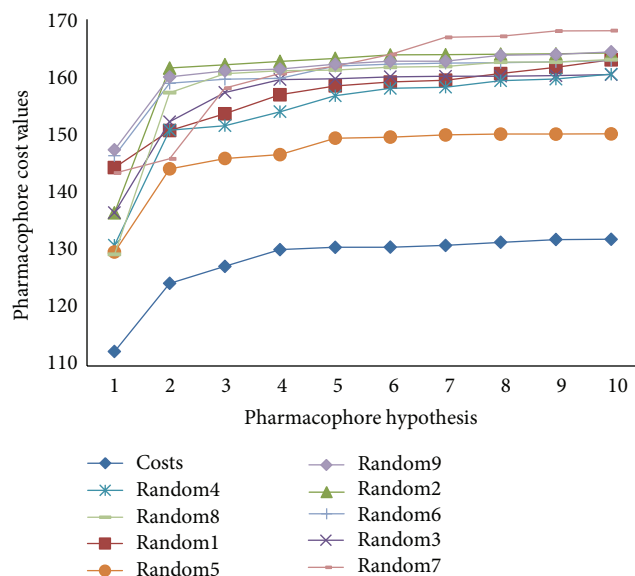 170
160
150
140
130
120
110
Pharmacophore cost values
1 2 3 4 5 6 7 8 9 10
Pharmacophore hypothesis
Costs
Random4
Random8
Random1
Random5
Random9
Random2
Random6
Random3
Random7